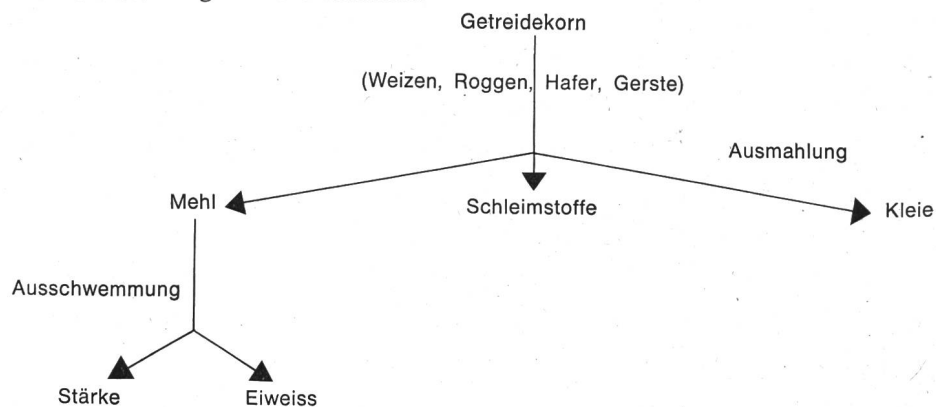 Getreidekorn
(Weizen, Roggen, Hafer, Gerste)
Ausmahlung
Mehl
Schleimstoffe
Kleie
Ausschwemmung
Stärke
Eiweiss